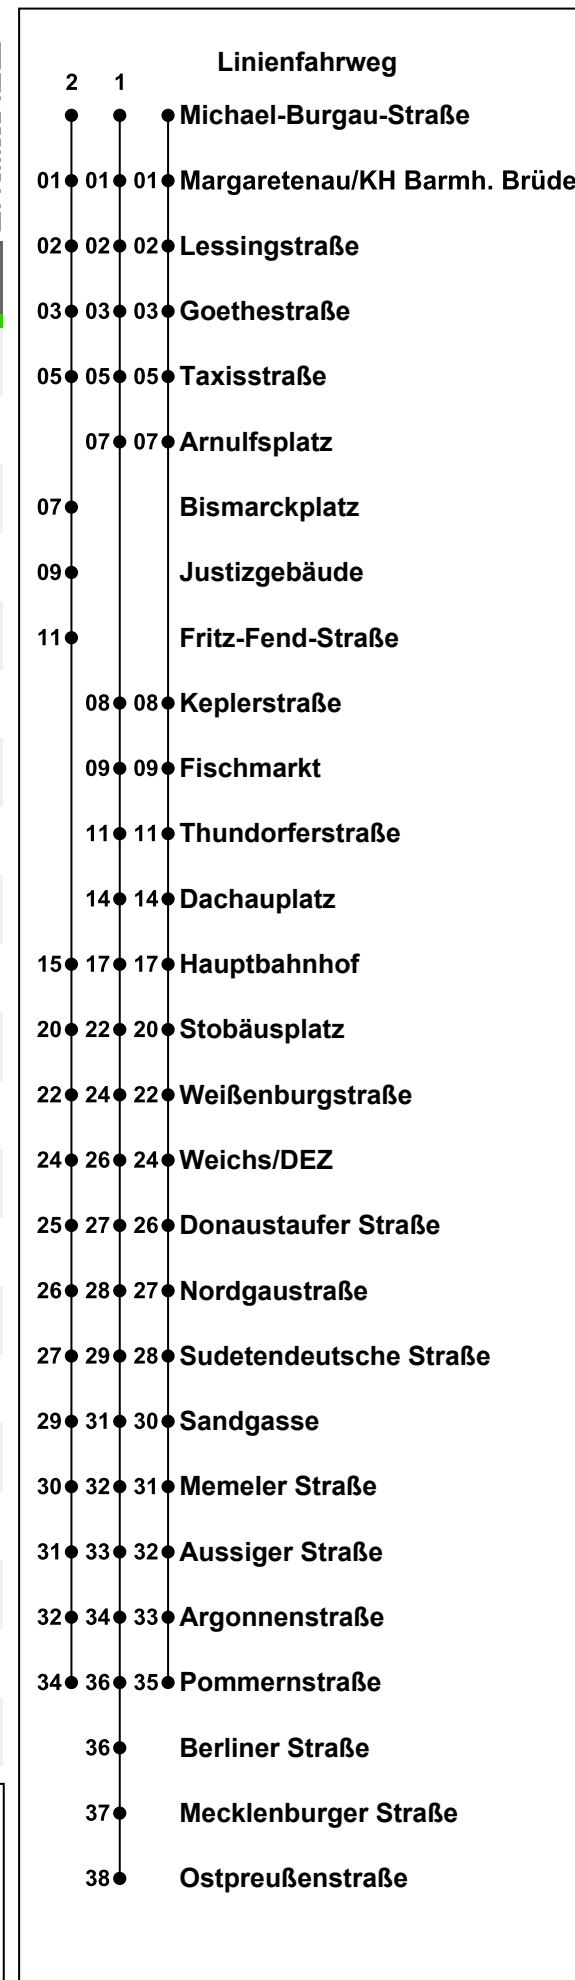 Linienfahrweg
2 1
Michael-Burgau-Straße
01 01 01 Margaretenau/KH Barmh. Brüde
02 02 02 Lessingstraße
03 03 03 Goethestraße
05 05 05 Taxisstraße
07 07 Arnulfsplatz
07 Bismarckplatz
09 Justizgebäude
11 Fritz-Fend-Straße
08 08 Keplerstraße
09 09 Fischmarkt
11 11 Thundorferstraße
14 14 Dachauplatz
15 17 17 Hauptbahnhof
20 22 20 Stobäusplatz
22 24 22 Weißenburgstraße
24 26 24 Weichs/DEZ
25 27 26 Donaustaufer Straße
26 28 27 Nordgaustraße
27 29 28 Sudetendeutsche Straße
29 31 30 Sandgasse
30 32 31 Memeler Straße
31 33 32 Aussiger Straße
32 34 33 Argonnenstraße
34 36 35 Pommernstraße
36 Berliner Straße
37 Mecklenburger Straße
38 Ostpreußenstraße